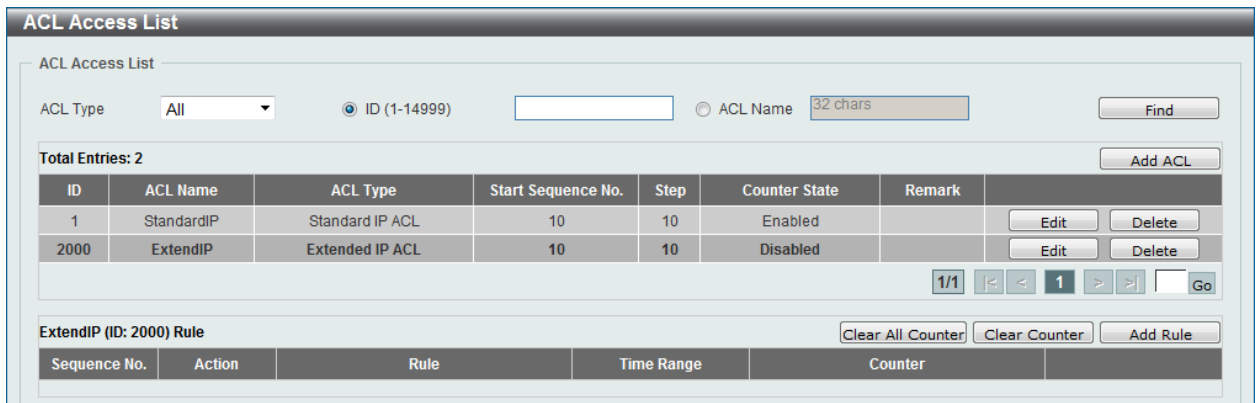 ACL Access List
ACL Access List
ACL Type All ID (1-14999) ACL Name 32 chars Find
Total Entries: 2 Add ACL
ID ACL Name ACL Type Start Sequence No. Step Counter State Remark
1 StandardIP Standard IP ACL 10 10 Enabled Edit Delete
2000 ExtendIP Extended IP ACL 10 10 Disabled Edit Delete
1/1 |< < 1 > >| Go
ExtendIP (ID: 2000) Rule Clear All Counter Clear Counter Add Rule
Sequence No. Action Rule Time Range Counter